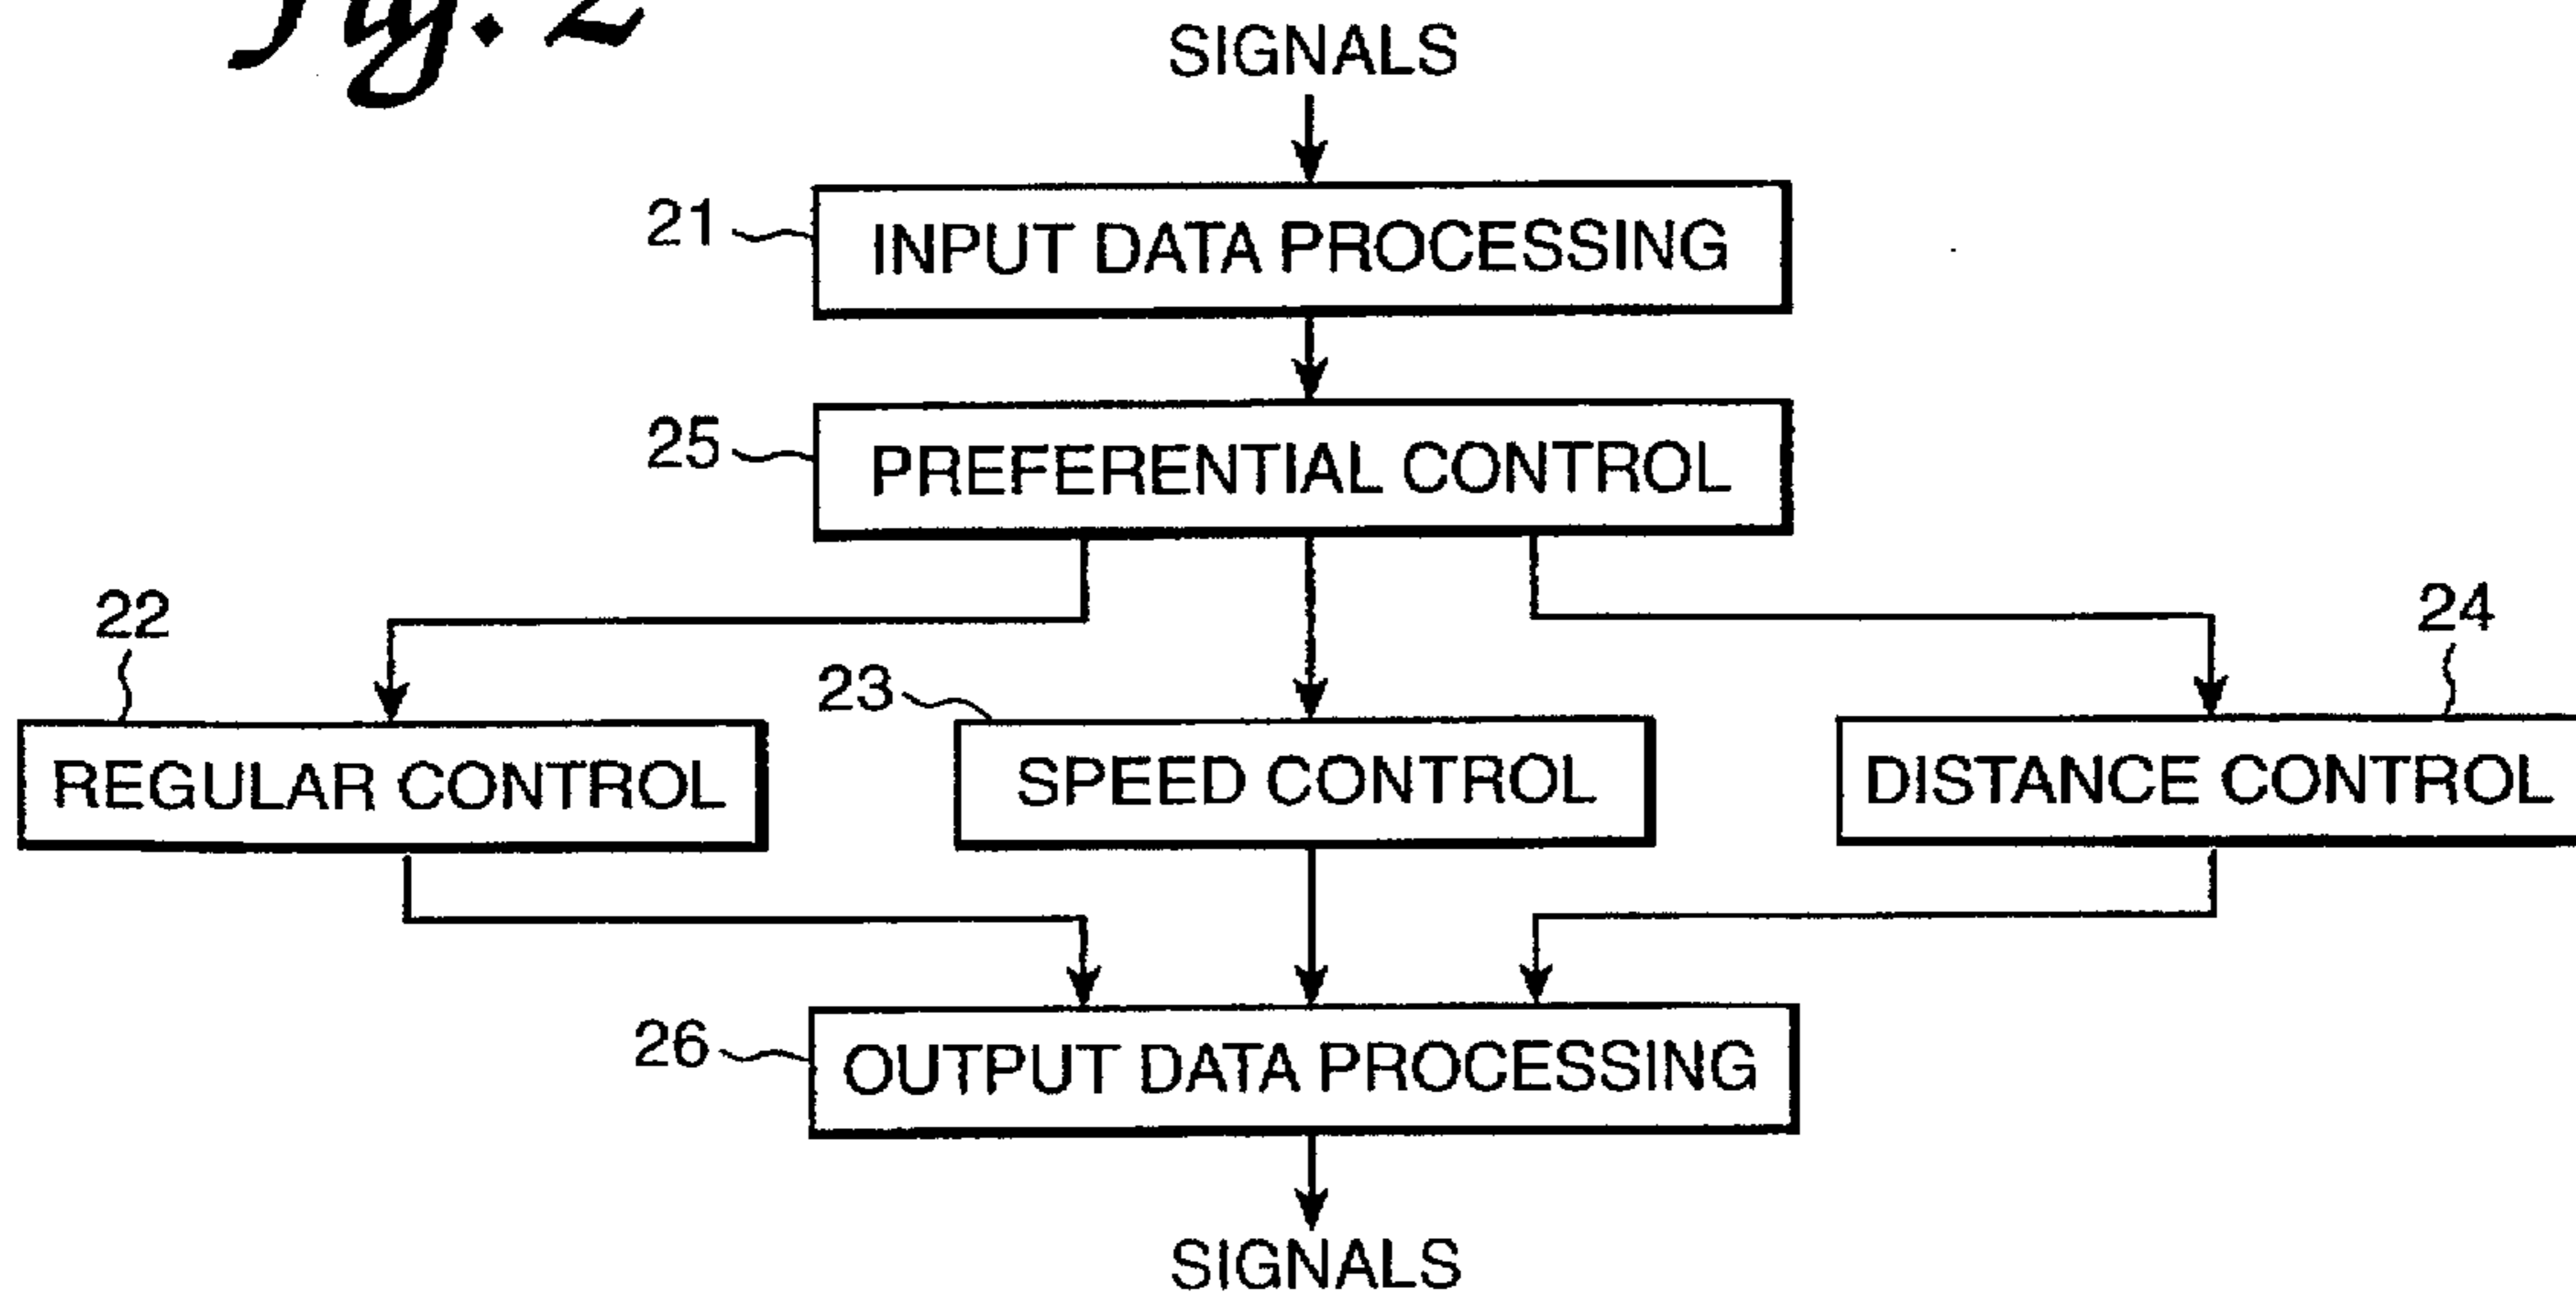 Fig. 2
SIGNALS
21
INPUT DATA PROCESSING
25
PREFERENTIAL CONTROL
22
24
23
REGULAR CONTROL
SPEED CONTROL
DISTANCE CONTROL
26
OUTPUT DATA PROCESSING
SIGNALS